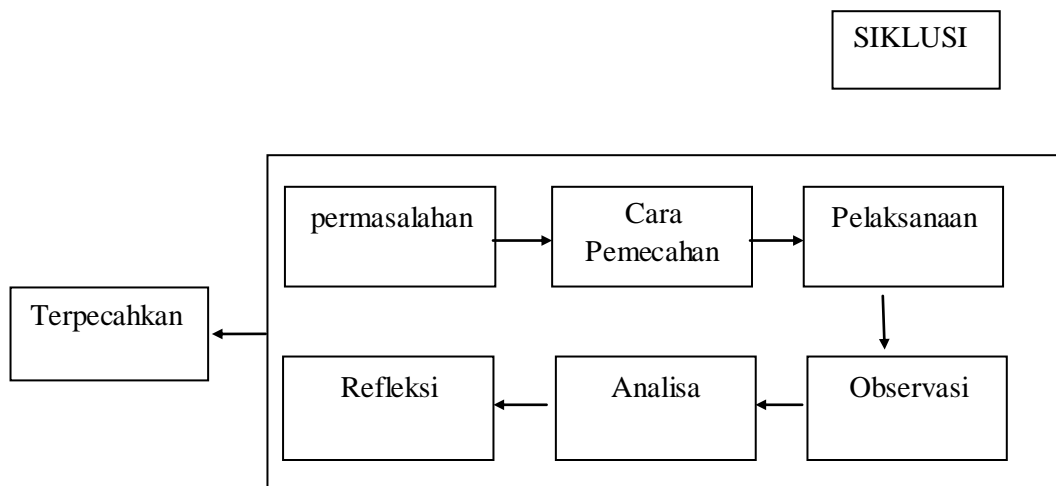 SIKLUSI
permasalahan
Cara
Pemecahan
Pelaksanaan
Terpecahkan
Refleksi
Analisa
Observasi